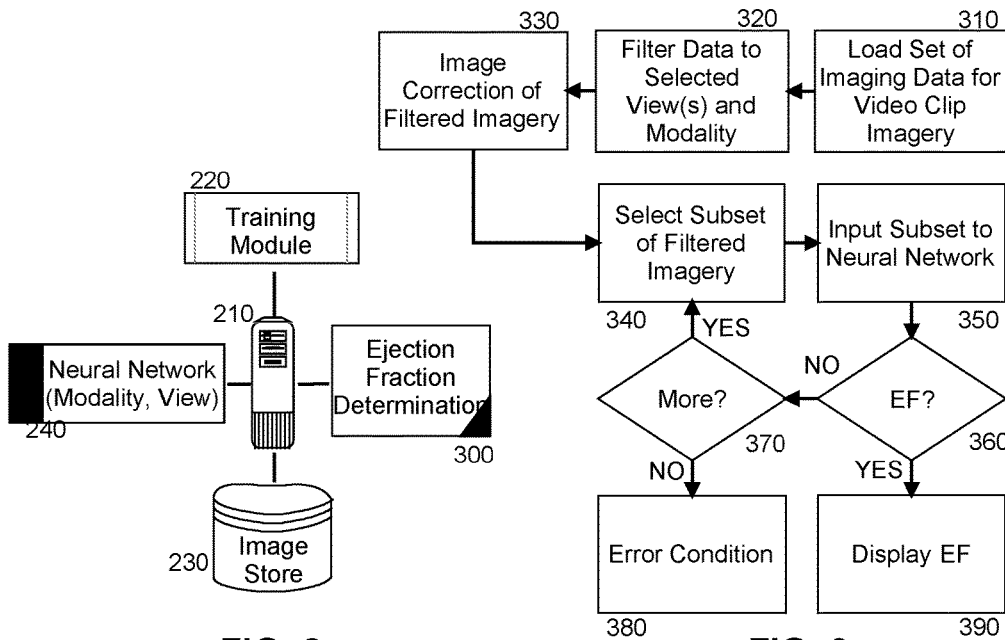 220
Training
Module
210
Neural Network
(Modality, View)
240
Ejection
Fraction
Determination
300
230
Image
Store
330
Image
Correction of
Filtered Imagery
320
Filter Data to
Selected
View(s) and
Modality
310
Load Set of
Imaging Data for
Video Clip
Imagery
Select Subset
of Filtered
Imagery
340
Input Subset to
Neural Network
350
YES
NO
More?
370
EF?
360
NO
YES
Error Condition
380
Display EF
390